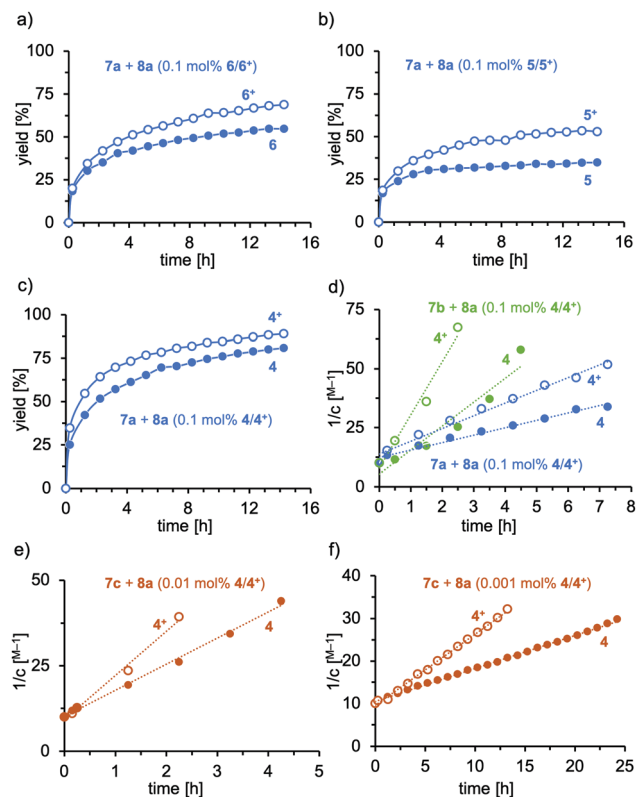 a)
100
75
50
25
0
yield [%]
7a + 8a (0.1 mol% 6/6⁺)
6⁺
6
0 4 8 12 16
time [h]
b)
100
75
50
25
0
yield [%]
7a + 8a (0.1 mol% 5/5⁺)
5⁺
5
0 4 8 12 16
time [h]
c)
100
75
50
25
0
yield [%]
4⁺
4
7a + 8a (0.1 mol% 4/4⁺)
0 4 8 12 16
time [h]
d)
75
50
25
0
1/c [M–1]
7b + 8a (0.1 mol% 4/4⁺)
4⁺
4
4⁺
4
7a + 8a (0.1 mol% 4/4⁺)
0 1 2 3 4 5 6 7 8
time [h]
e)
50
25
0
1/c [M–1]
7c + 8a (0.01 mol% 4/4⁺)
4⁺
4
0 1 2 3 4 5
time [h]
f)
40
30
20
10
0
1/c [M–1]
7c + 8a (0.001 mol% 4/4⁺)
4⁺
4
0 5 10 15 20 25
time [h]